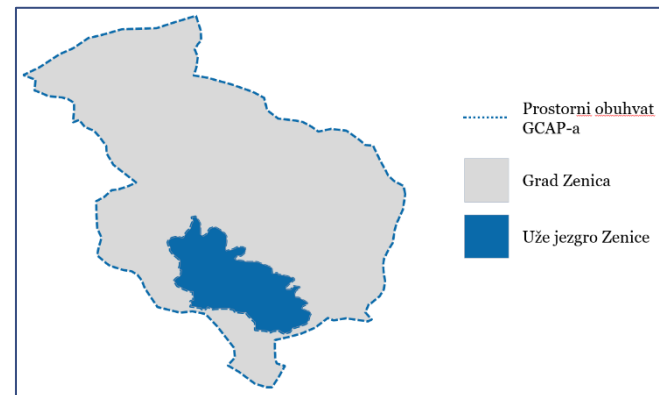 Prostorni obuhvat
GCAP-a
Grad Zenica
Uže jezgro Zenice